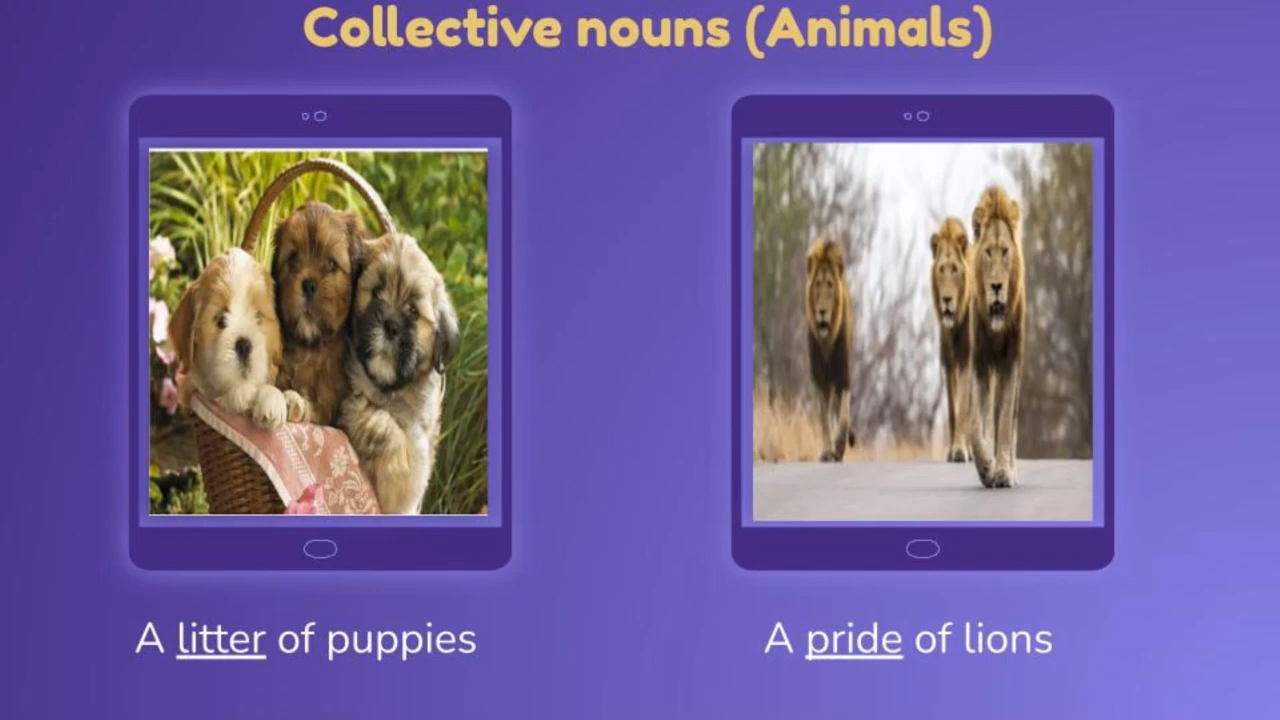 Collective nouns (Animals)
A litter of puppies
A pride of lions